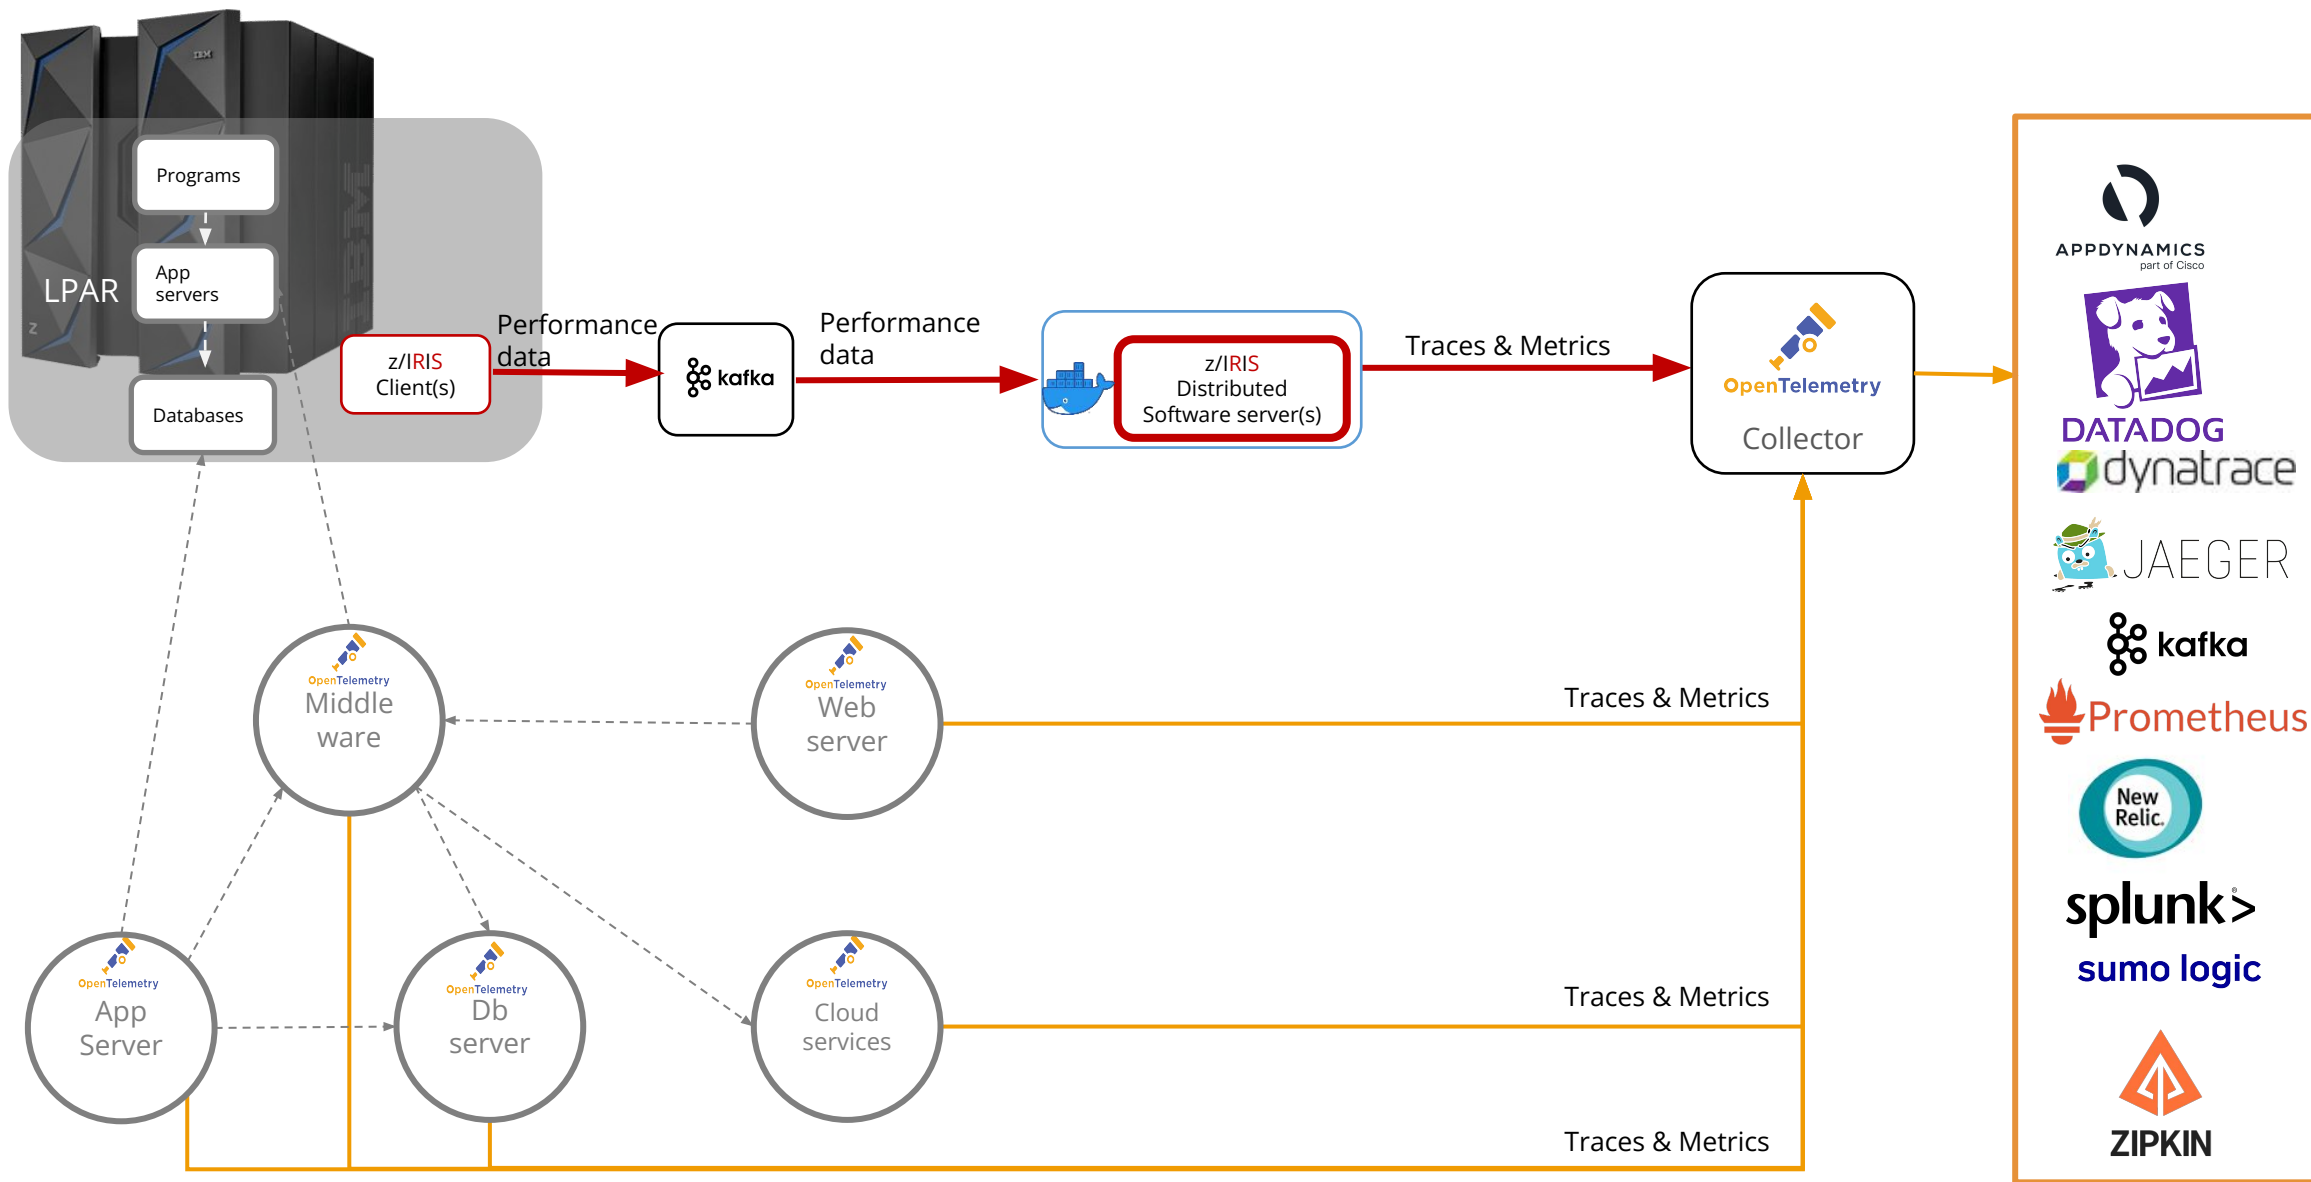 IBM
Programs
App
servers
LPAR
IBM
Z
Databases
z/IRIS
Client(s)
Performance
data
kafka
Performance
data
z/IRIS
Distributed
Software server(s)
Traces & Metrics
OpenTelemetry
Collector
APPDYNAMICS
part of Cisco
DATADOG
dynatrace
JAEGER
kafka
Prometheus
New
Relic.
splunk>
sumo logic
ZIPKIN
OpenTelemetry
Middle
ware
OpenTelemetry
Web
server
Traces & Metrics
OpenTelemetry
App
Server
OpenTelemetry
Db
server
OpenTelemetry
Cloud
services
Traces & Metrics
Traces & Metrics